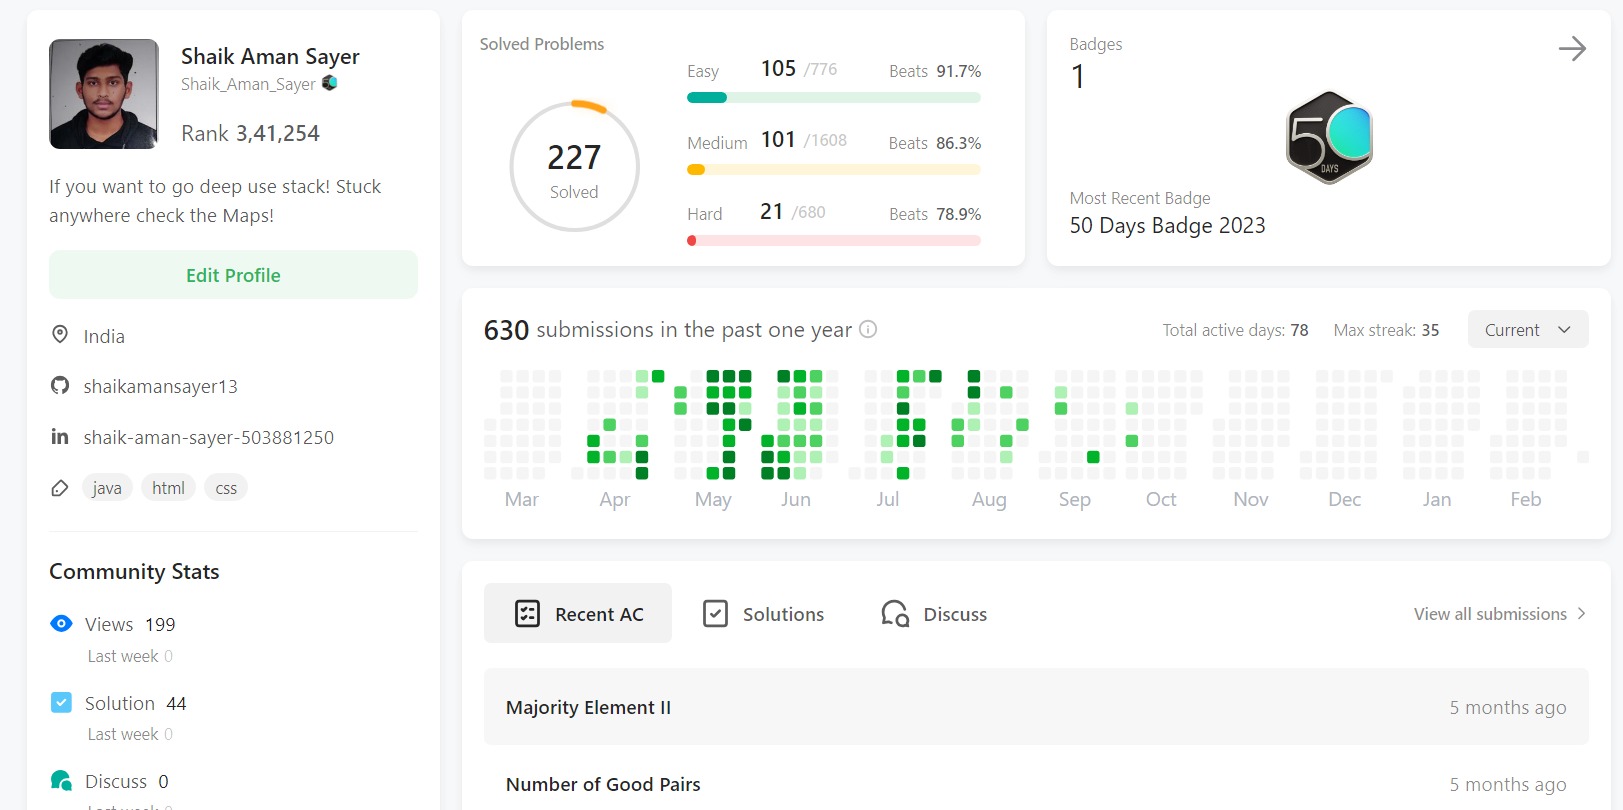 Shaik Aman Sayer
Shaik_Aman_Sayer
Rank 3,41,254
If you want to go deep use stack! Stuck
anywhere check the Maps!
Edit Profile
India
shaikamansayer13
in shaik-aman-sayer-503881250
java html css
Community Stats
Views 199
Last week 0
Solution 44
Last week 0
Discuss 0
Last week 0
Solved Problems
227
Solved
Easy 105 /776 Beats 91.7%
Medium 101 /1608 Beats 86.3%
Hard 21 /680 Beats 78.9%
Badges
1
50
DAYS
Most Recent Badge
50 Days Badge 2023
630 submissions in the past one year
Total active days: 78 Max streak: 35 Current
Mar Apr May Jun Jul Aug Sep Oct Nov Dec Jan Feb
Recent AC Solutions Discuss View all submissions
Majority Element II 5 months ago
Number of Good Pairs 5 months ago